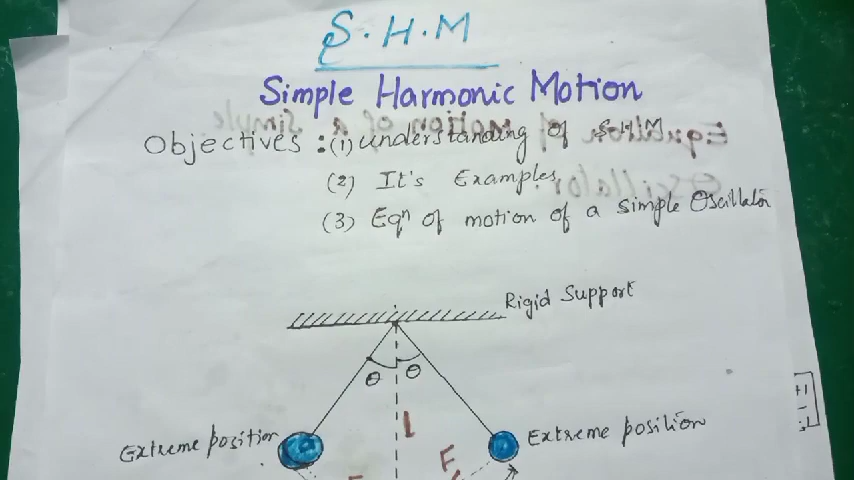 S.H.M
Simple Harmonic Motion
Objectives : (1) understanding of SHM
(2) It's Examples,
(3) Eqn of motion of a simple Oscillator
Rigid Support
θ θ
l
Extreme position
Extreme position
F
F